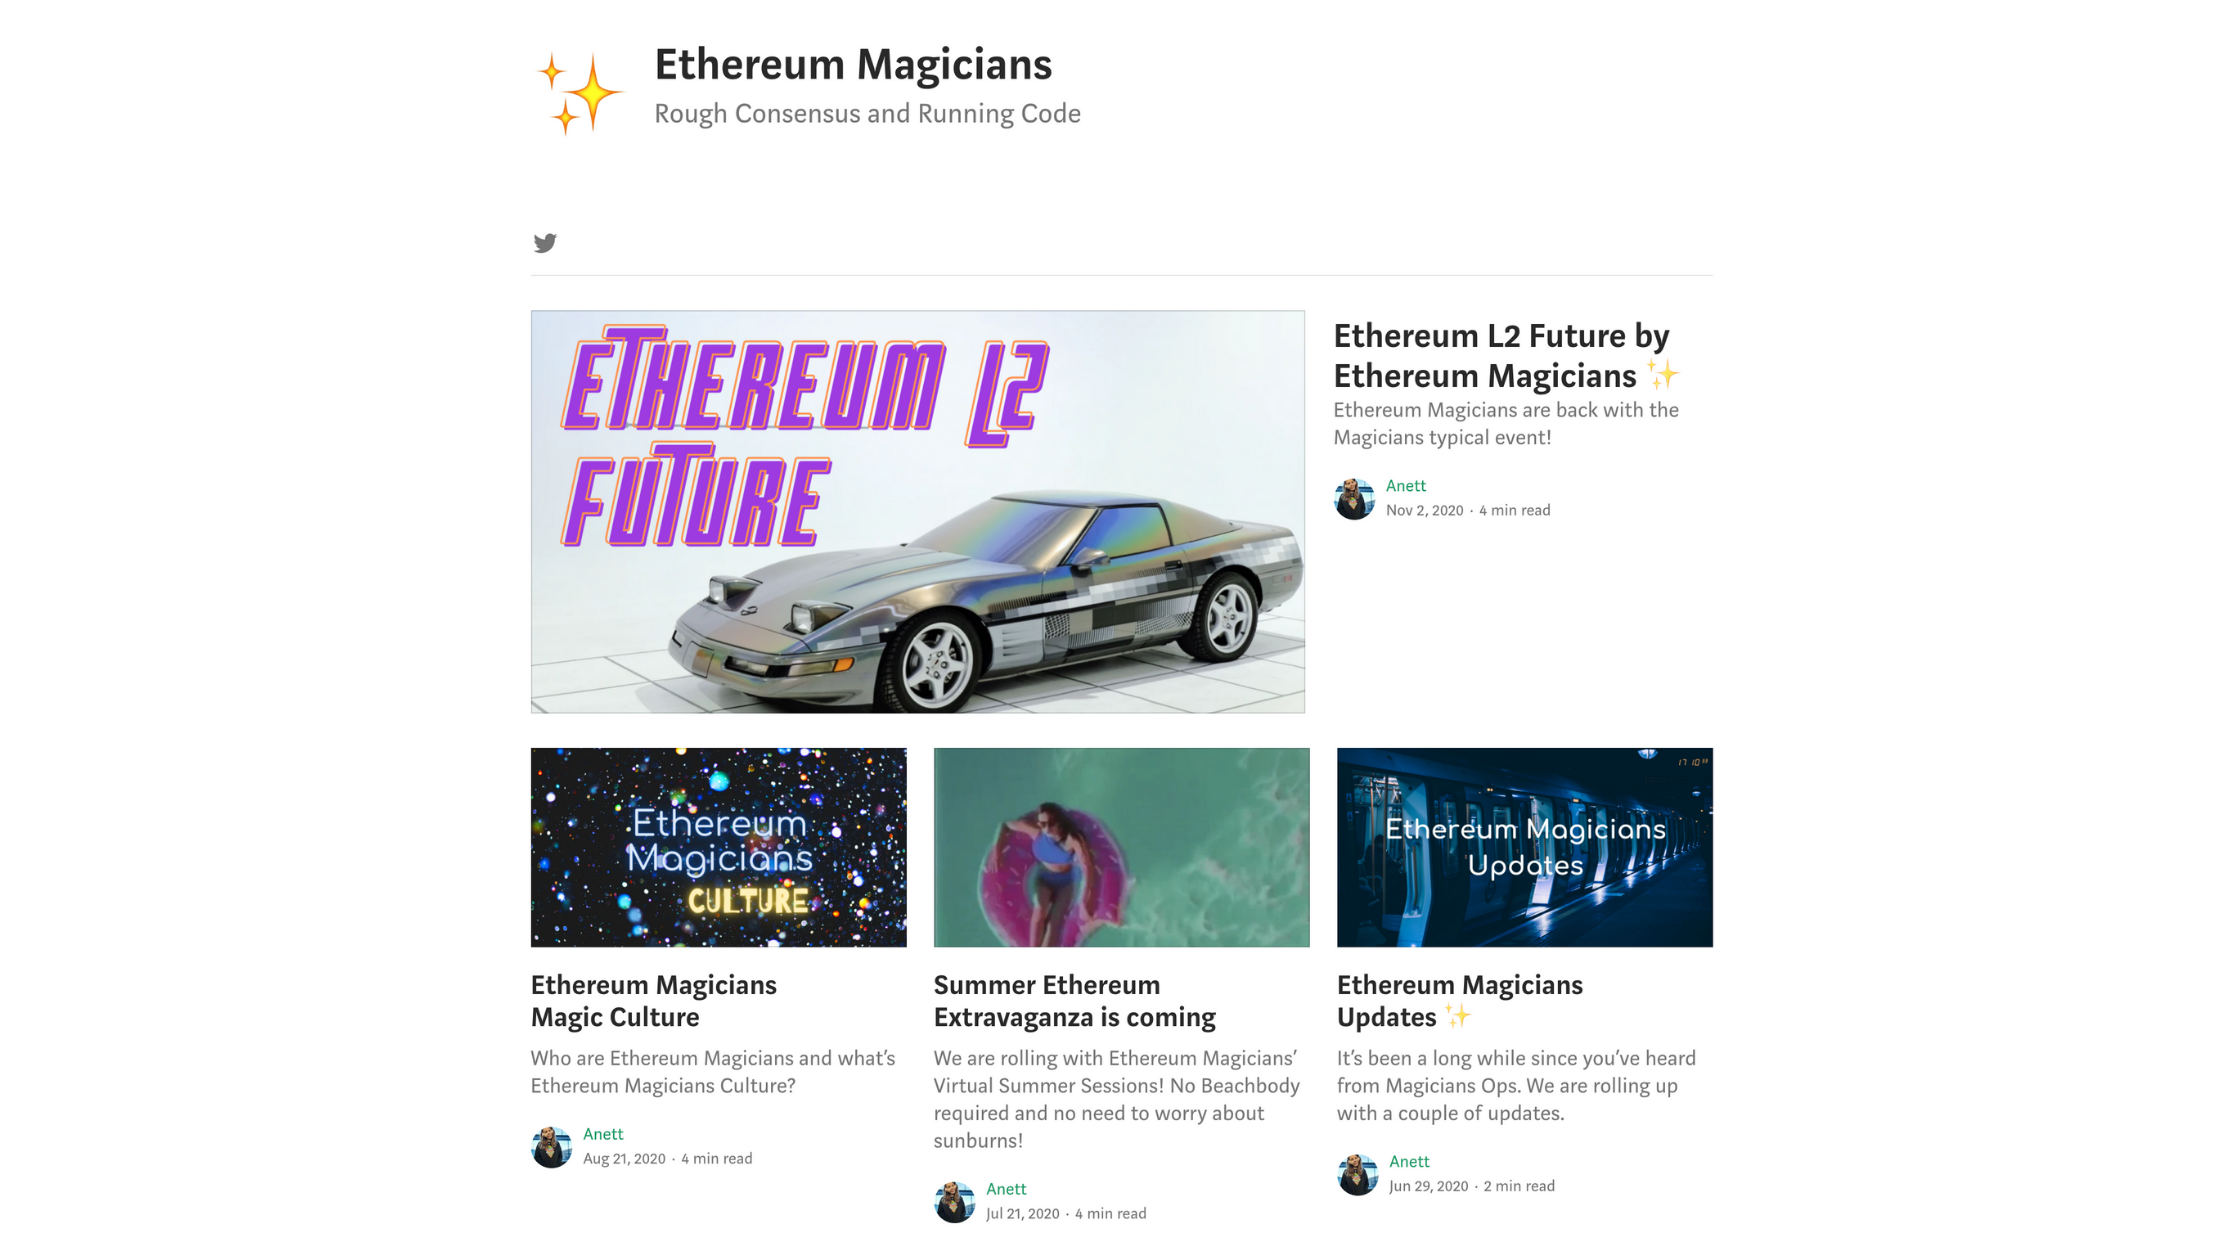 Ethereum Magicians
Rough Consensus and Running Code
ETHEREUM L2
FUTURE
Ethereum L2 Future by
Ethereum Magicians ✨
Ethereum Magicians are back with the
Magicians typical event!
Anett
Nov 2, 2020 · 4 min read
Ethereum
Magicians
CULTURE
Ethereum Magicians
Updates
Ethereum Magicians
Magic Culture
Who are Ethereum Magicians and what’s
Ethereum Magicians Culture?
Anett
Aug 21, 2020 · 4 min read
Summer Ethereum
Extravaganza is coming
We are rolling with Ethereum Magicians’
Virtual Summer Sessions! No Beachbody
required and no need to worry about
sunburns!
Anett
Jul 21, 2020 · 4 min read
Ethereum Magicians
Updates ✨
It’s been a long while since you’ve heard
from Magicians Ops. We are rolling up
with a couple of updates.
Anett
Jun 29, 2020 · 2 min read